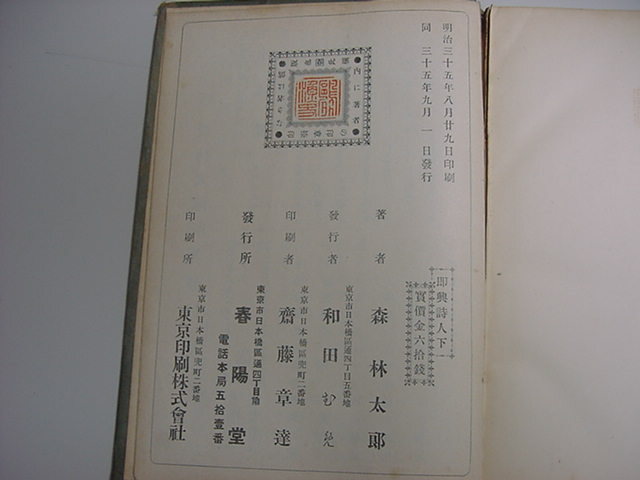 明治三十五年八月廿九日印刷
同 三十五年九月 一 日發行
即興詩人下
實價金六拾錢
著者 森林太郎
東京市日本橋區通四丁目五番地
發行者 和田むめ
東京市日本橋區兜町二番地
印刷者 齋藤章達
東京市日本橋區通四丁目角
發行所 春陽堂
電話本局五拾壹番
東京市日本橋區兜町二番地
印刷所 東京印刷株式會社